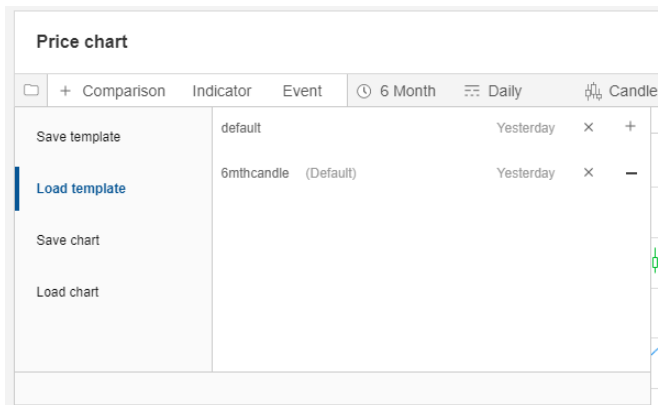 Price chart
+ Comparison Indicator Event 6 Month Daily Candle
Save template
default Yesterday × +
Load template
6mthcandle (Default) Yesterday × −
Save chart
Load chart